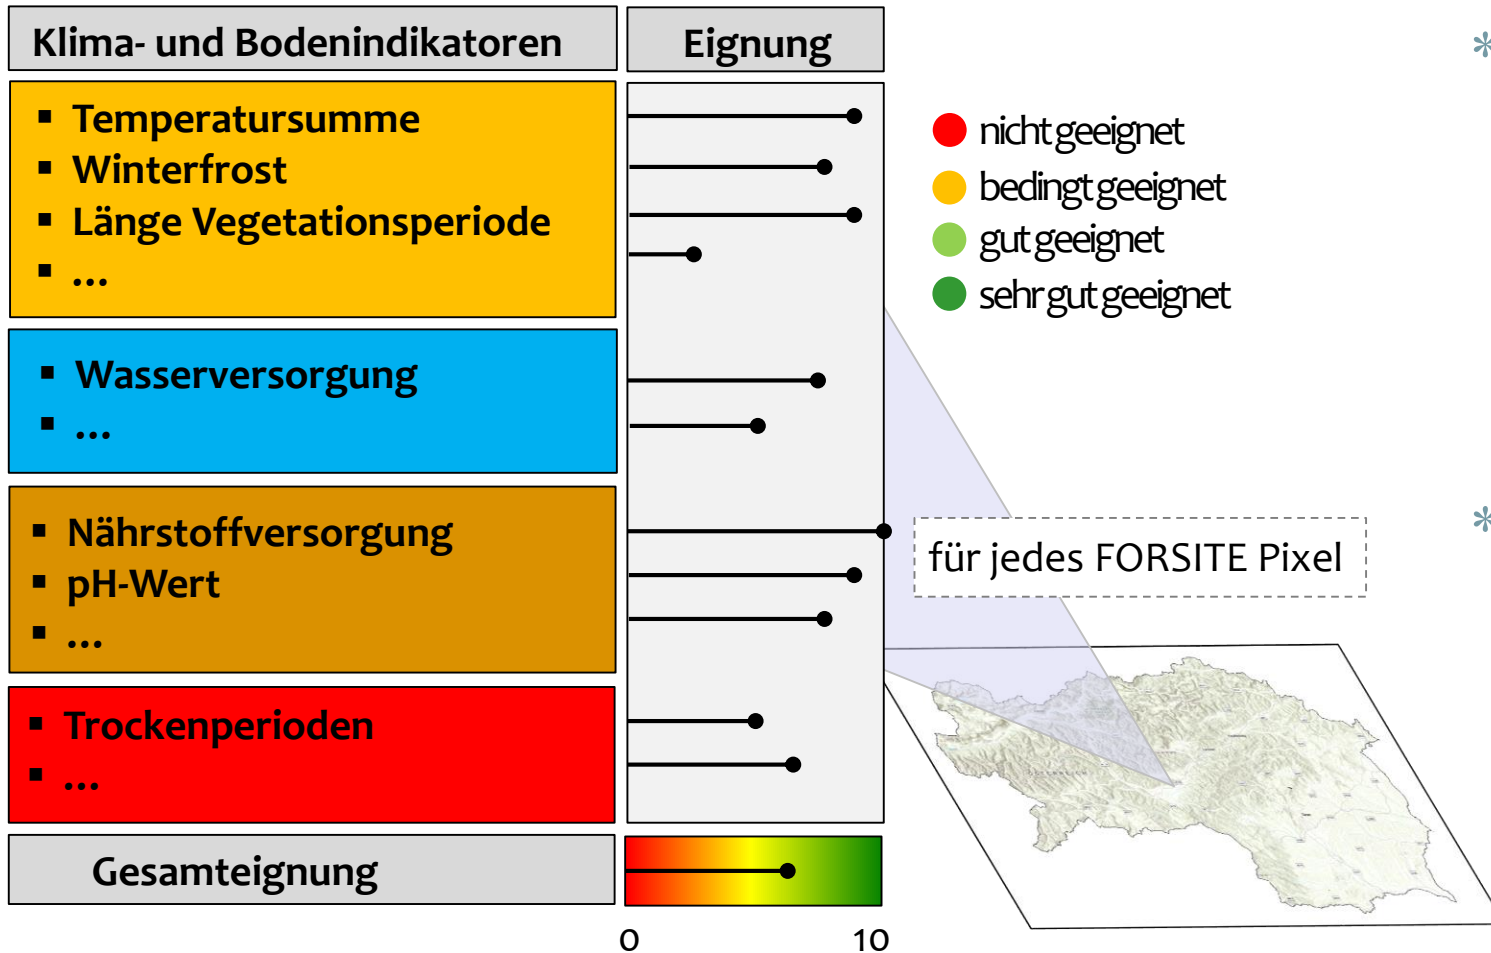 Klima- und Bodenindikatoren
Eignung
▪ Temperatursumme
▪ Winterfrost
▪ Länge Vegetationsperiode
▪ ...
▪ Wasserversorgung
▪ ...
▪ Nährstoffversorgung
▪ pH-Wert
▪ ...
▪ Trockenperioden
▪ ...
Gesamteignung
0 10
nicht geeignet
bedingt geeignet
gut geeignet
sehr gut geeignet
für jedes FORSITE Pixel
*
*